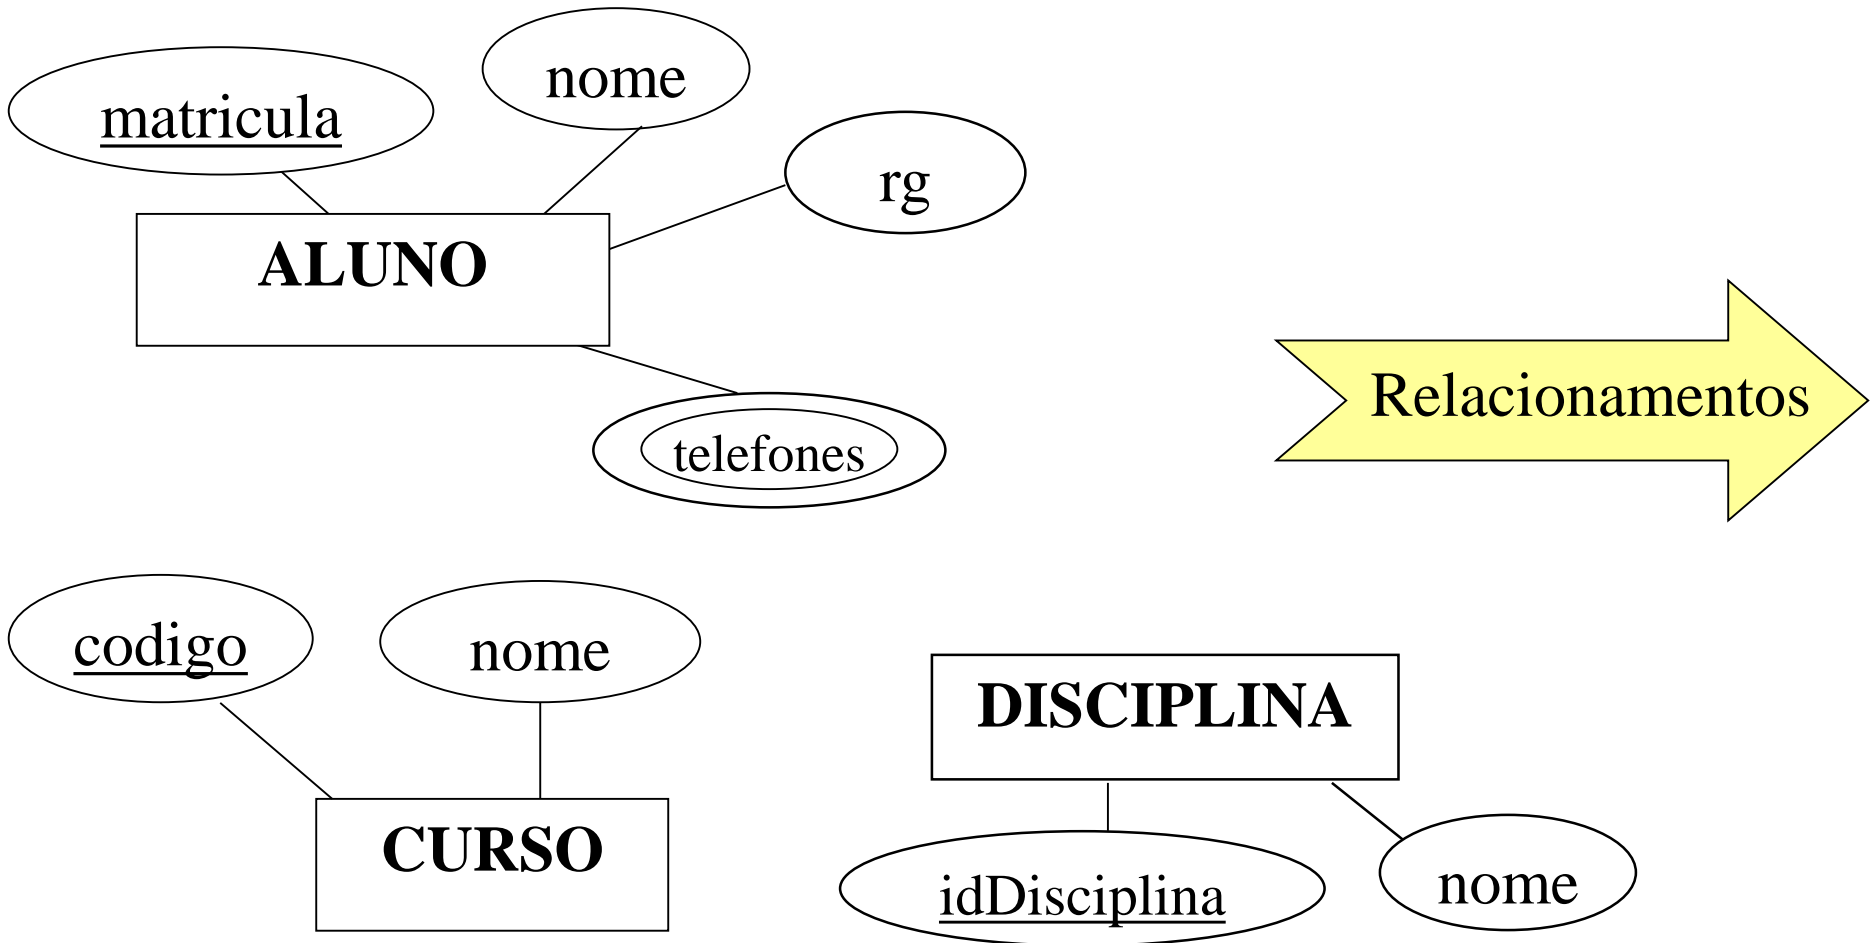 nome
matricula
rg
ALUNO
Relacionamentos
telefones
codigo
nome
DISCIPLINA
CURSO
idDisciplina
nome